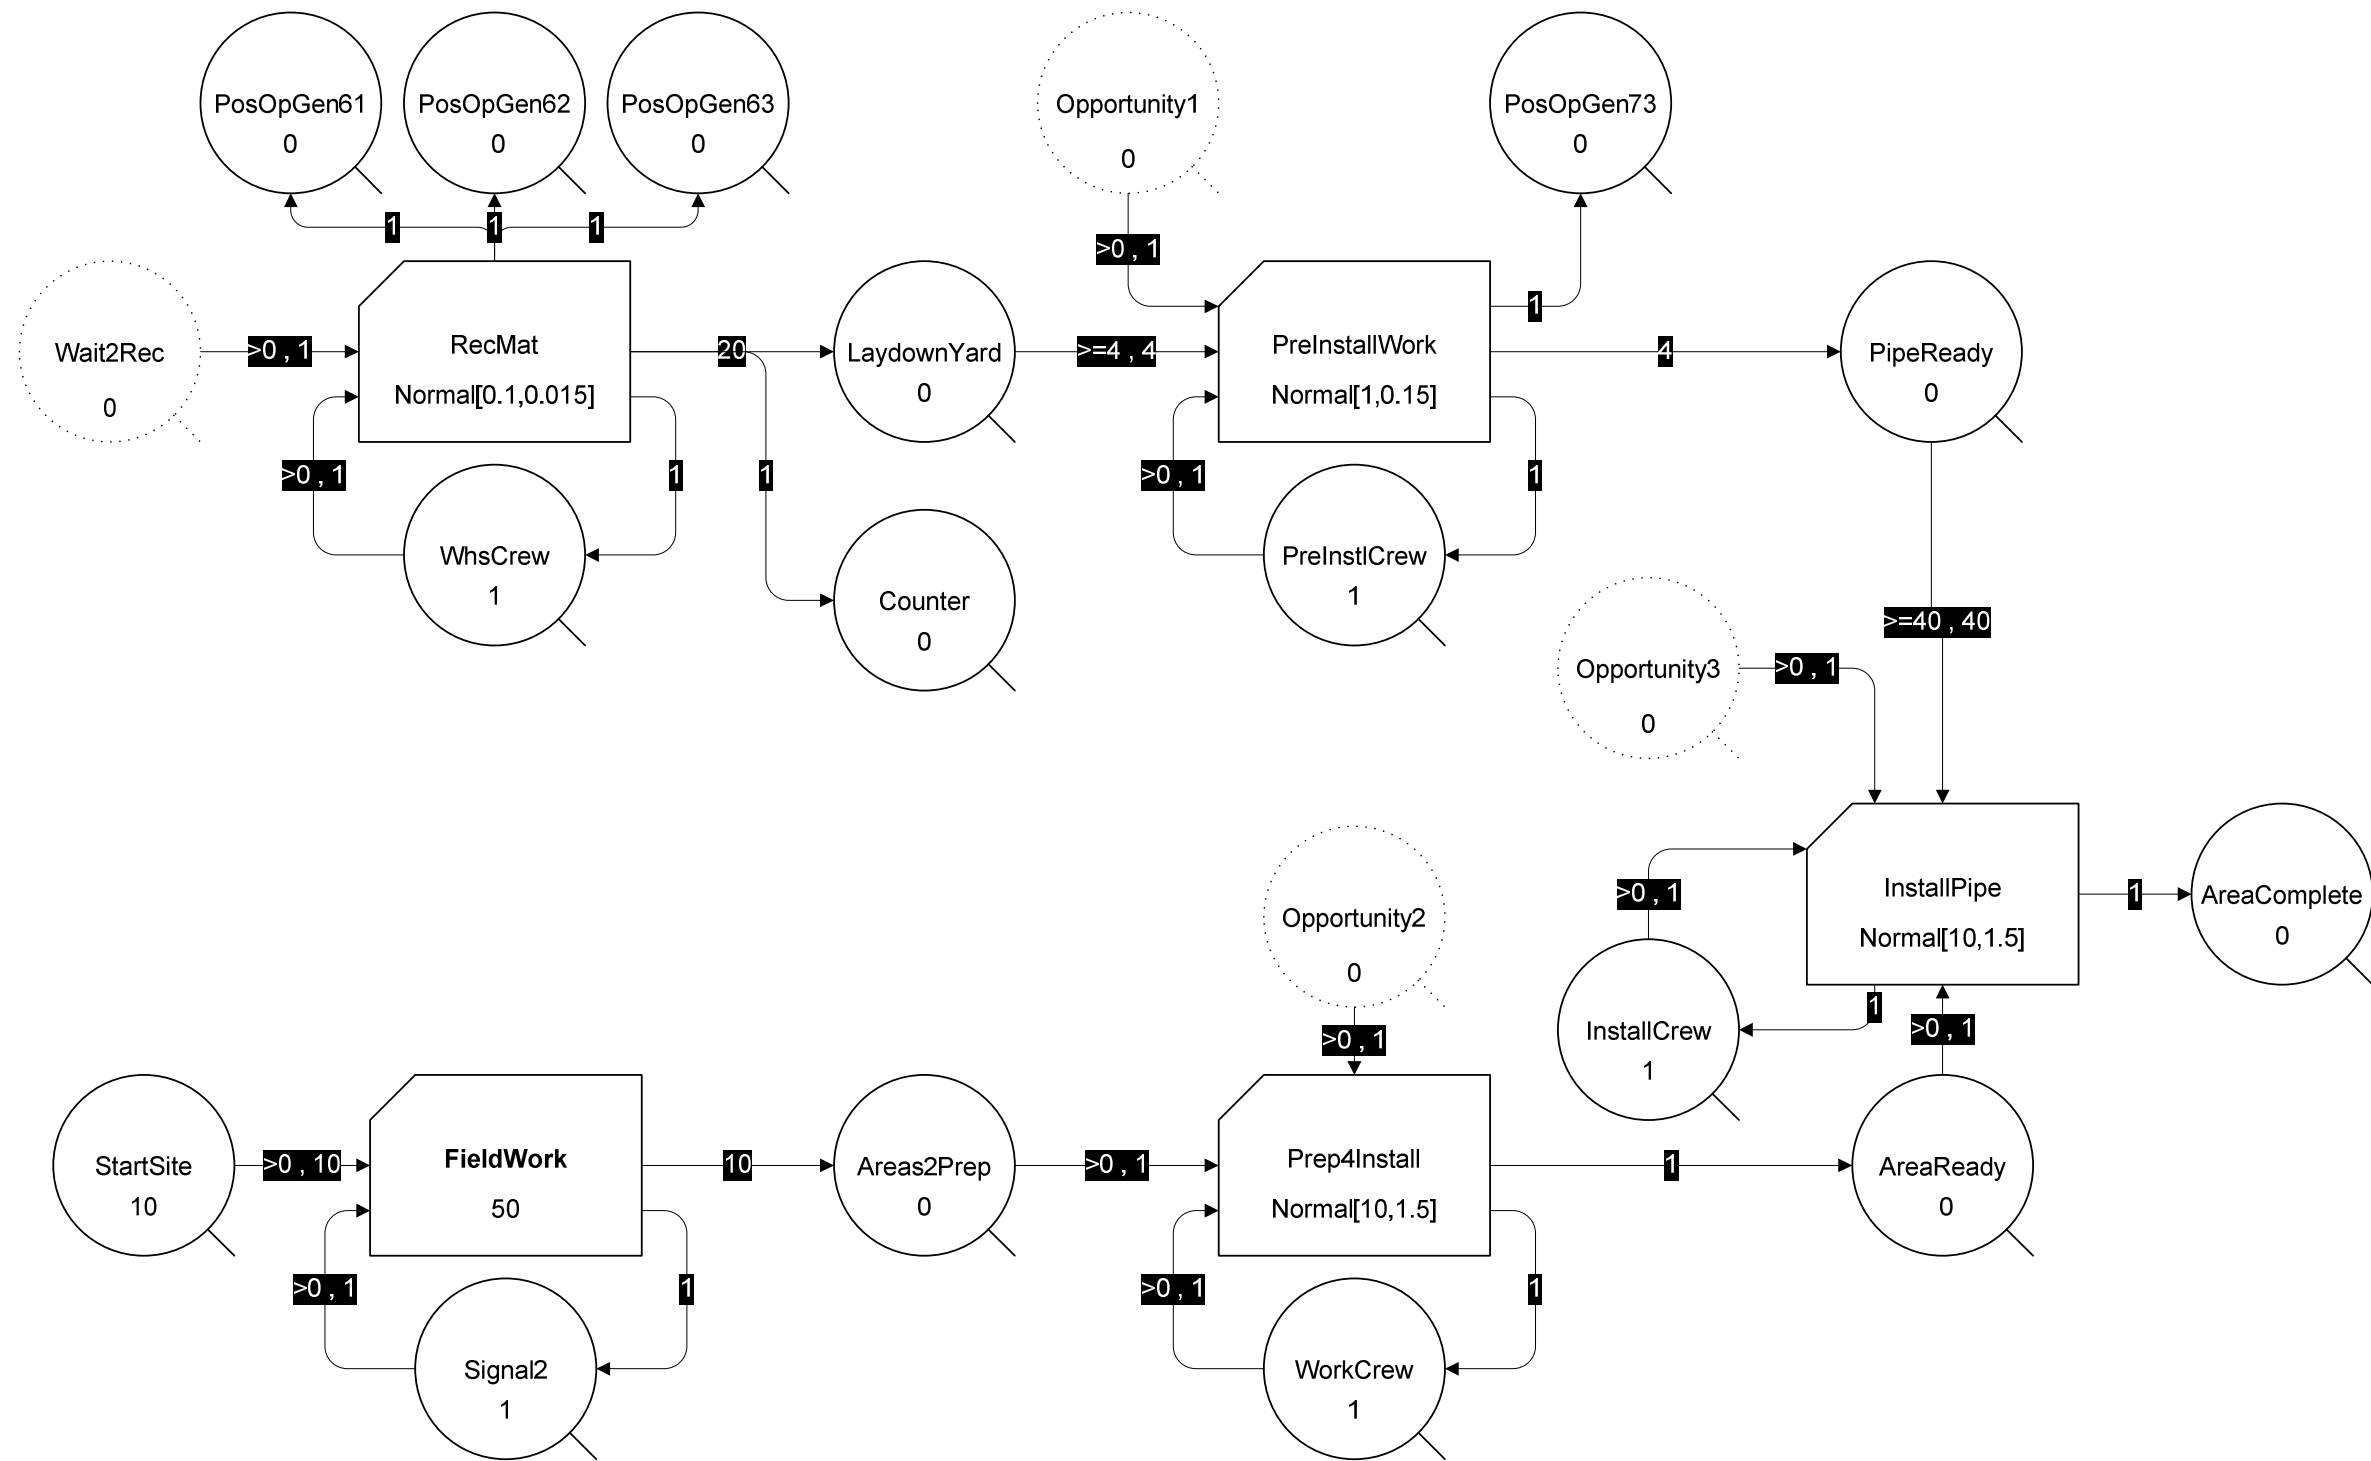 PosOpGen61
0
PosOpGen62
0
PosOpGen63
0
Opportunity1
0
PosOpGen73
0
1
1
1
>0 , 1
1
Wait2Rec
0
>0 , 1
RecMat
Normal[0.1,0.015]
20
LaydownYard
0
>=4 , 4
PreInstallWork
Normal[1,0.15]
4
PipeReady
0
>0 , 1
1
1
>0 , 1
1
WhsCrew
1
Counter
0
PreInstlCrew
1
>=40 , 40
Opportunity3
0
>0 , 1
Opportunity2
0
>0 , 1
InstallPipe
Normal[10,1.5]
1
AreaComplete
0
>0 , 1
InstallCrew
1
1
>0 , 1
StartSite
10
>0 , 10
FieldWork
50
10
Areas2Prep
0
>0 , 1
Prep4Install
Normal[10,1.5]
1
AreaReady
0
>0 , 1
1
>0 , 1
1
Signal2
1
WorkCrew
1